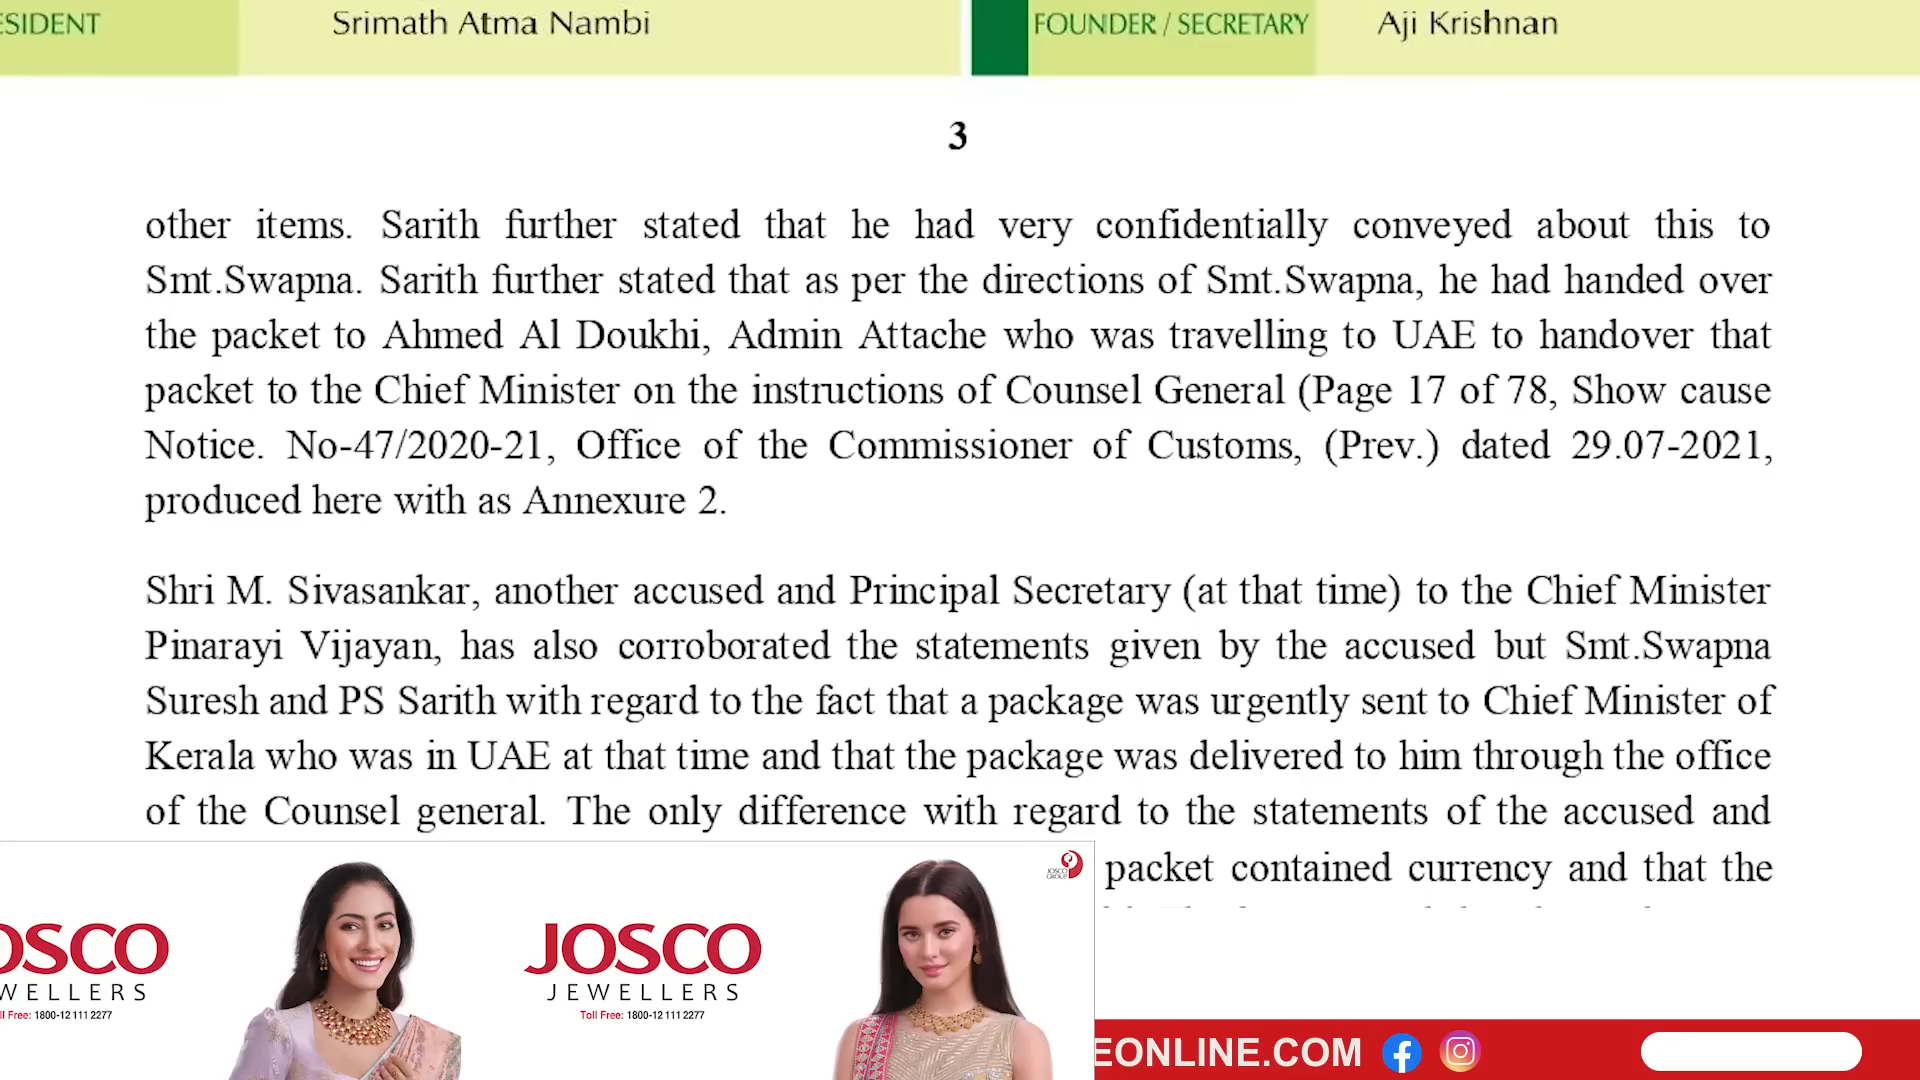 SIDENT Srimath Atma Nambi FOUNDER / SECRETARY Aji Krishnan
3
other items. Sarith further stated that he had very confidentially conveyed about this to
Smt.Swapna. Sarith further stated that as per the directions of Smt.Swapna, he had handed over
the packet to Ahmed Al Doukhi, Admin Attache who was travelling to UAE to handover that
packet to the Chief Minister on the instructions of Counsel General (Page 17 of 78, Show cause
Notice. No-47/2020-21, Office of the Commissioner of Customs, (Prev.) dated 29.07-2021,
produced here with as Annexure 2.
Shri M. Sivasankar, another accused and Principal Secretary (at that time) to the Chief Minister
Pinarayi Vijayan, has also corroborated the statements given by the accused but Smt.Swapna
Suresh and PS Sarith with regard to the fact that a package was urgently sent to Chief Minister of
Kerala who was in UAE at that time and that the package was delivered to him through the office
of the Counsel general. The only difference with regard to the statements of the accused and
packet contained currency and that the
JOSCO GROUP
OSCO
WELLERS
ll Free: 1800-12 111 2277
JOSCO
JEWELLERS
Toll Free: 1800-12 111 2277
EONLINE.COM